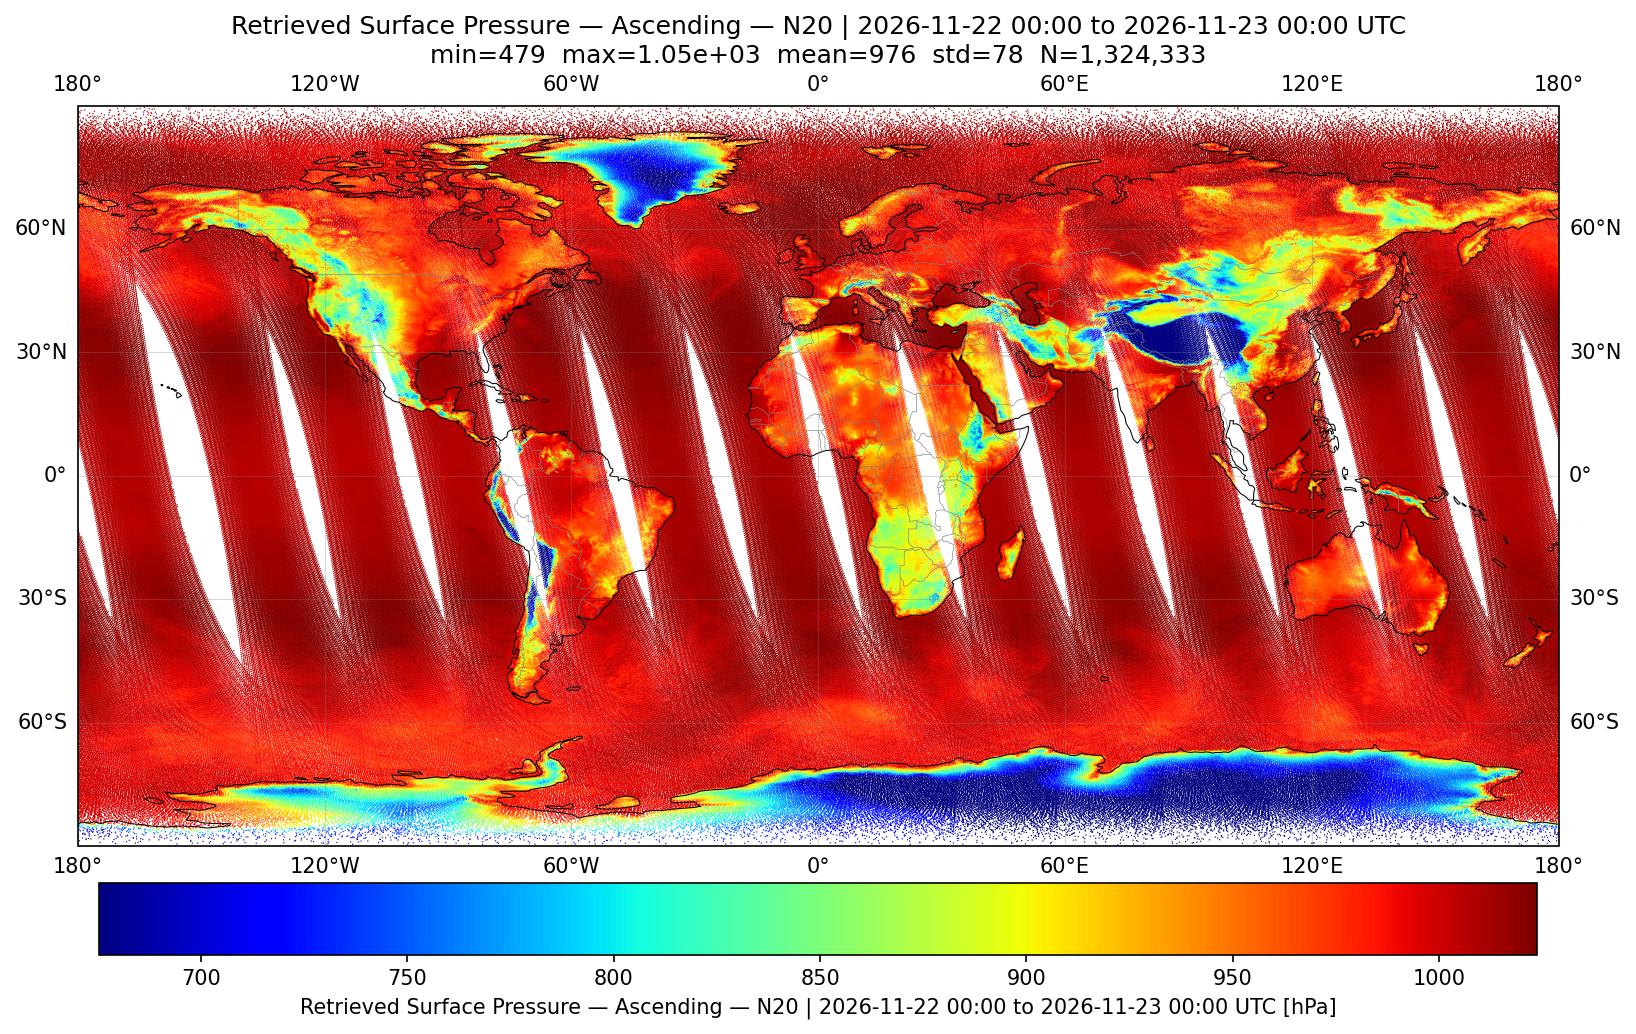 Retrieved Surface Pressure — Ascending — N20 | 2026-11-22 00:00 to 2026-11-23 00:00 UTC
min=479 max=1.05e+03 mean=976 std=78 N=1,324,333
180° 120°W 60°W 0° 60°E 120°E 180°
60°N 60°N
30°N 30°N
0° 0°
30°S 30°S
60°S 60°S
180° 120°W 60°W 0° 60°E 120°E 180°
700 750 800 850 900 950 1000
Retrieved Surface Pressure — Ascending — N20 | 2026-11-22 00:00 to 2026-11-23 00:00 UTC [hPa]